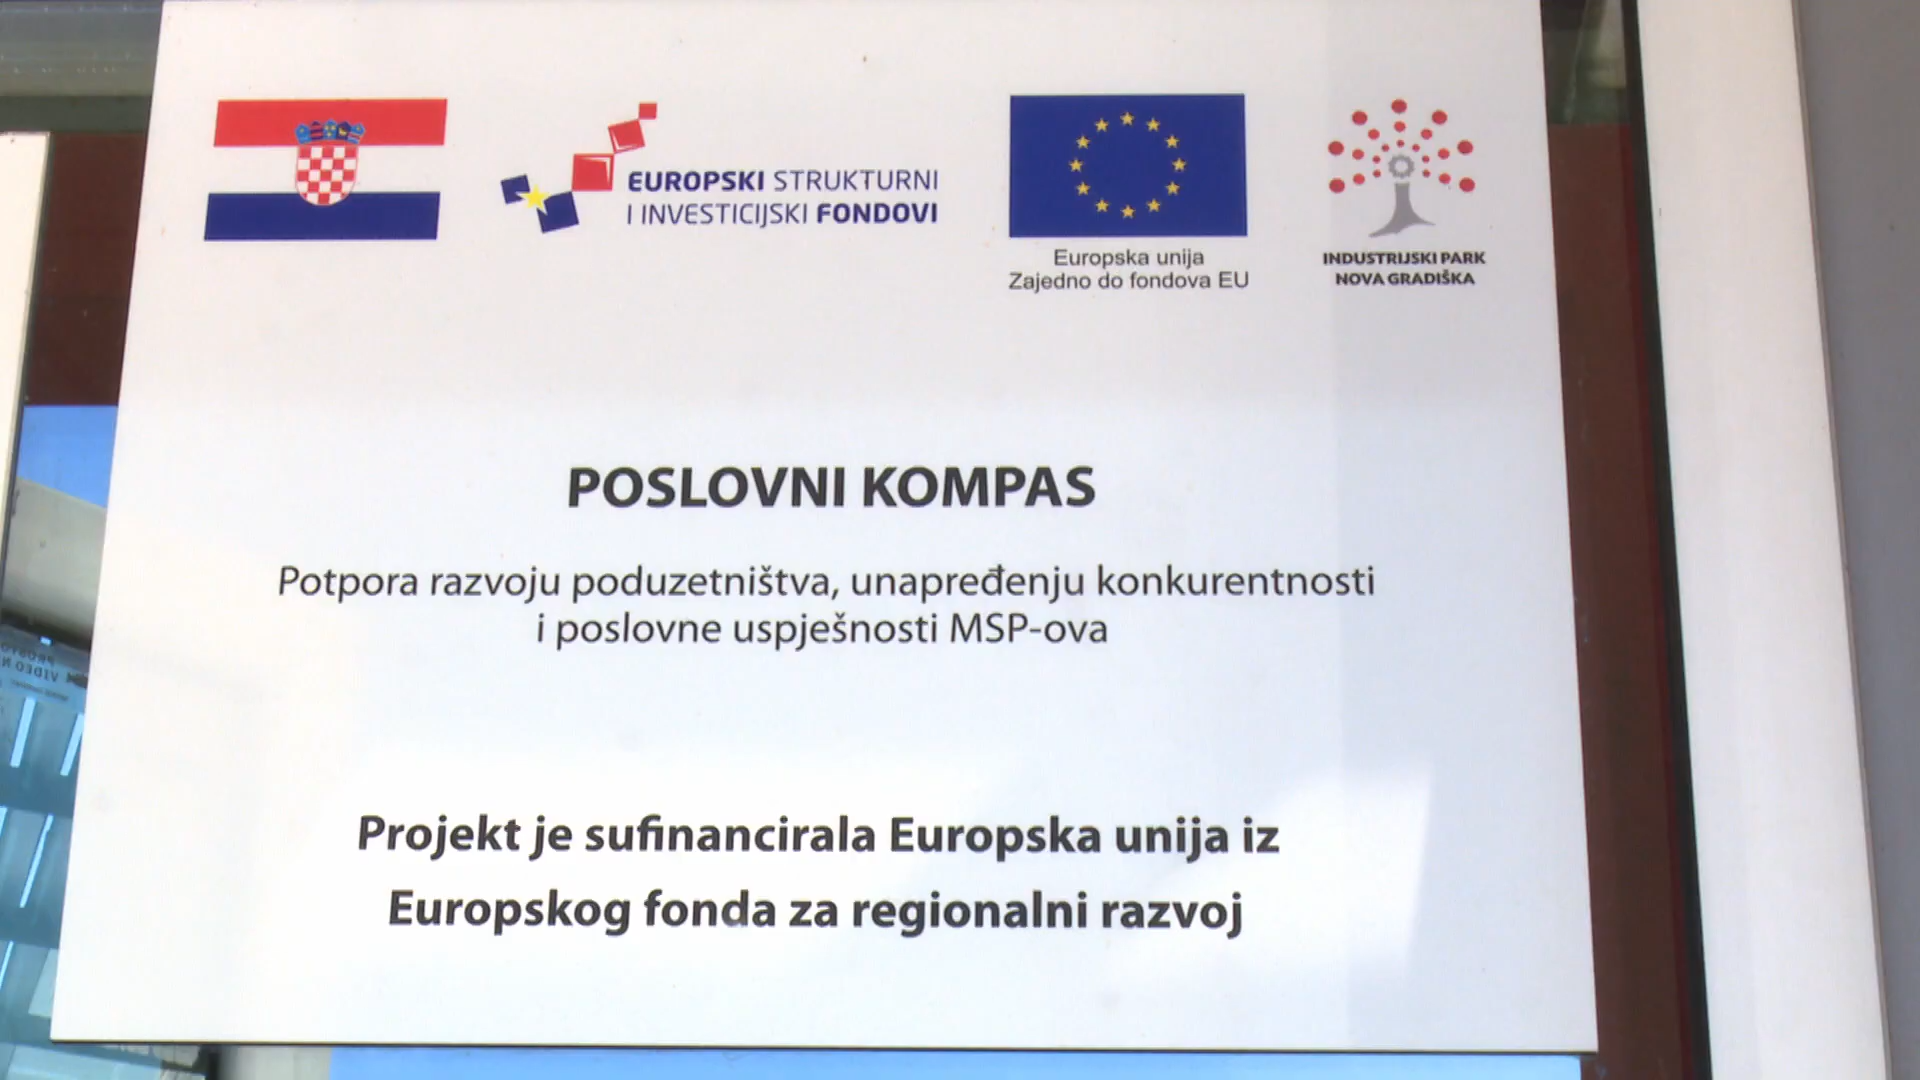 EUROPSKI STRUKTURNI
I INVESTICIJSKI FONDOVI
Europska unija
Zajedno do fondova EU
INDUSTRIJSKI PARK
NOVA GRADIŠKA
POSLOVNI KOMPAS
Potpora razvoju poduzetništva, unapređenju konkurentnosti
i poslovne uspješnosti MSP-ova
Projekt je sufinancirala Europska unija iz
Europskog fonda za regionalni razvoj